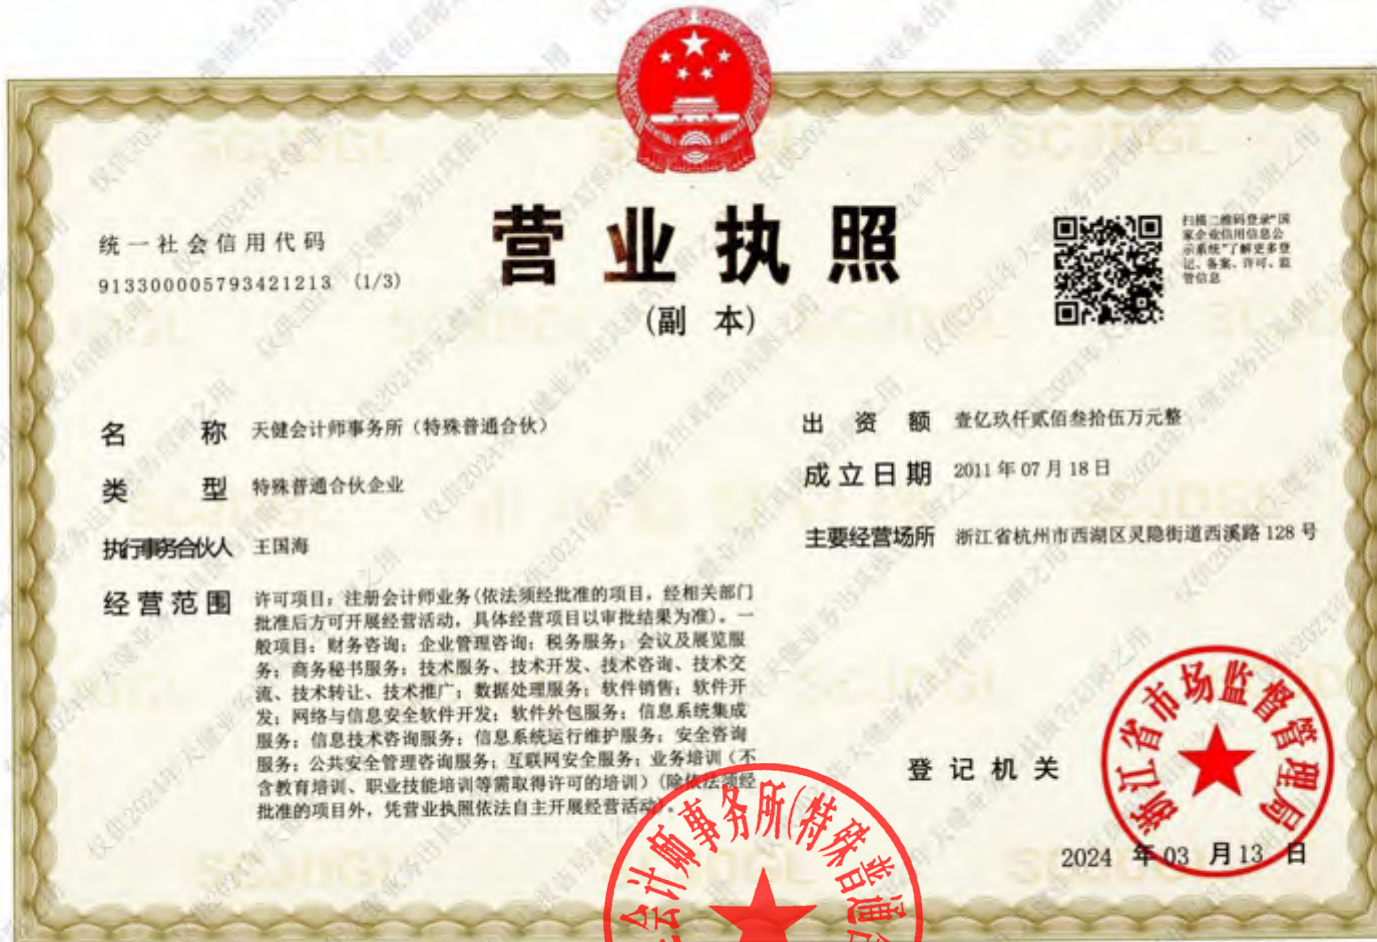 营业执照
(副 本)
统一社会信用代码
913300005793421213 (1/3)
扫描二维码登录“国
家企业信用信息公
示系统”了解更多登
记、备案、许可、监
管信息
名 称 天健会计师事务所（特殊普通合伙）
类 型 特殊普通合伙企业
执行事务合伙人 王国海
经营范围 许可项目：注册会计师业务(依法须经批准的项目，经相关部门
批准后方可开展经营活动，具体经营项目以审批结果为准)。一
般项目：财务咨询；企业管理咨询；税务服务；会议及展览服
务；商务秘书服务；技术服务、技术开发、技术咨询、技术交
流、技术转让、技术推广；数据处理服务；软件销售；软件开
发；网络与信息安全软件开发；软件外包服务；信息系统集成
服务；信息技术咨询服务；信息系统运行维护服务；安全咨询
服务；公共安全管理咨询服务；互联网安全服务；业务培训（不
含教育培训、职业技能培训等需取得许可的培训）(除依法须经
批准的项目外，凭营业执照依法自主开展经营活动)。
出 资 额 壹亿玖仟贰佰叁拾伍万元整
成立日期 2011 年 07 月 18 日
主要经营场所 浙江省杭州市西湖区灵隐街道西溪路 128 号
登记机关
浙江省市场监督管理局
2024 年 03 月 13 日
会计师事务所(特殊普通合
SCJDGL